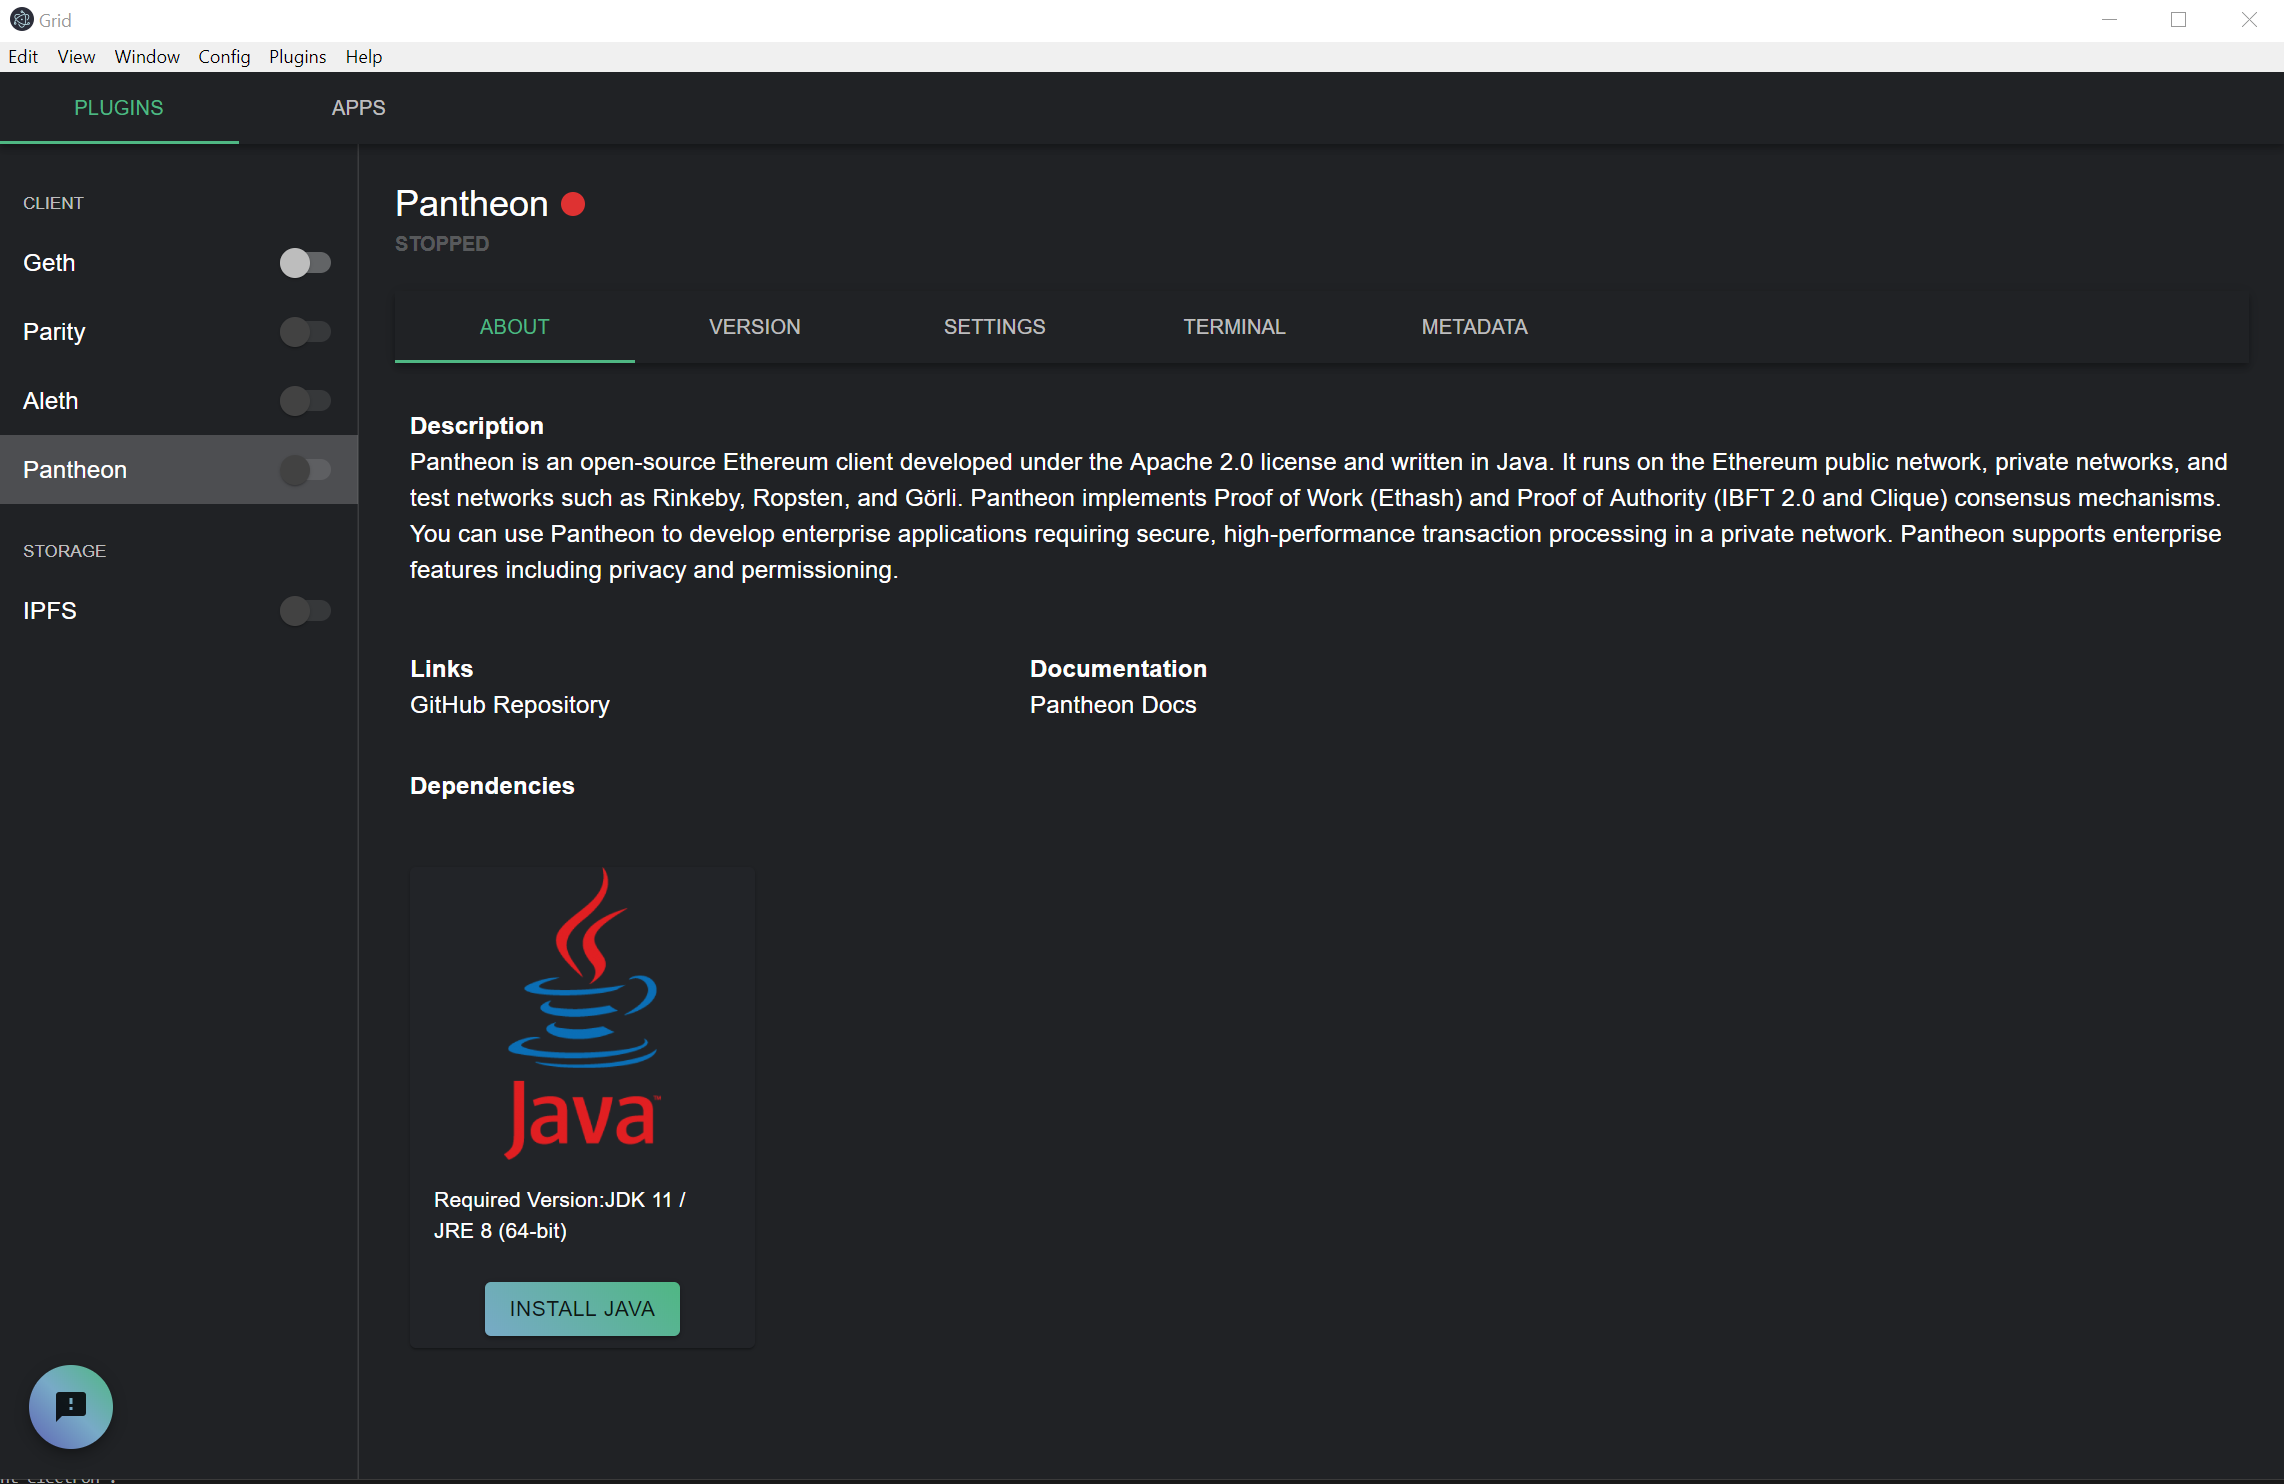 Grid
Edit View Window Config Plugins Help
PLUGINS APPS
CLIENT
Geth
Parity
Aleth
Pantheon
STORAGE
IPFS
Pantheon
STOPPED
ABOUT VERSION SETTINGS TERMINAL METADATA
Description
Pantheon is an open-source Ethereum client developed under the Apache 2.0 license and written in Java. It runs on the Ethereum public network, private networks, and
test networks such as Rinkeby, Ropsten, and Görli. Pantheon implements Proof of Work (Ethash) and Proof of Authority (IBFT 2.0 and Clique) consensus mechanisms.
You can use Pantheon to develop enterprise applications requiring secure, high-performance transaction processing in a private network. Pantheon supports enterprise
features including privacy and permissioning.
Links
GitHub Repository
Documentation
Pantheon Docs
Dependencies
Java™
Required Version:JDK 11 /
JRE 8 (64-bit)
INSTALL JAVA